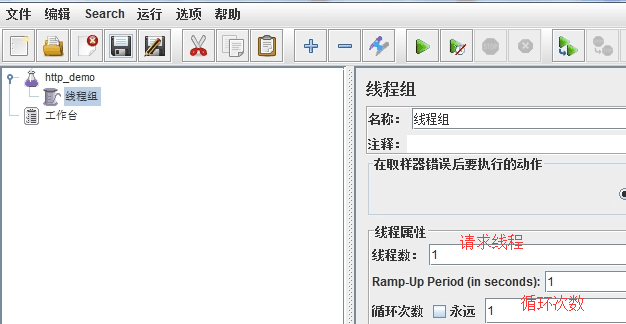 文件 编辑 Search 运行 选项 帮助
http_demo
线程组
工作台
线程组
名称： 线程组
注释：
在取样器错误后要执行的动作
线程属性
请求线程
线程数： 1
Ramp-Up Period (in seconds): 1
循环次数
循环次数 永远 1